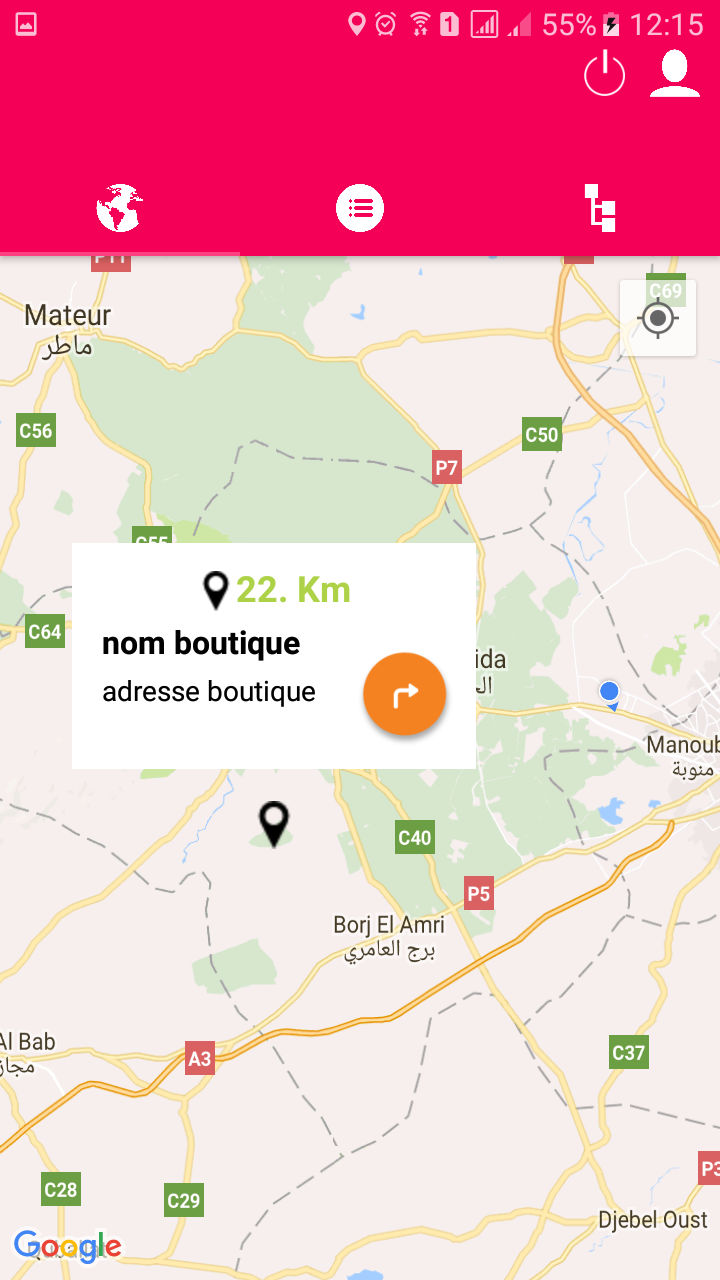 1 55% 12:15
P11
C69
Mateur
ماطر
C56
C50
P7
C55
22. Km
C64
nom boutique
ida
adresse boutique
Manoub
منوبة
C40
P5
Borj El Amri
برج العامري
Al Bab
مجاز
A3
C37
P3
C28
C29
Djebel Oust
Google